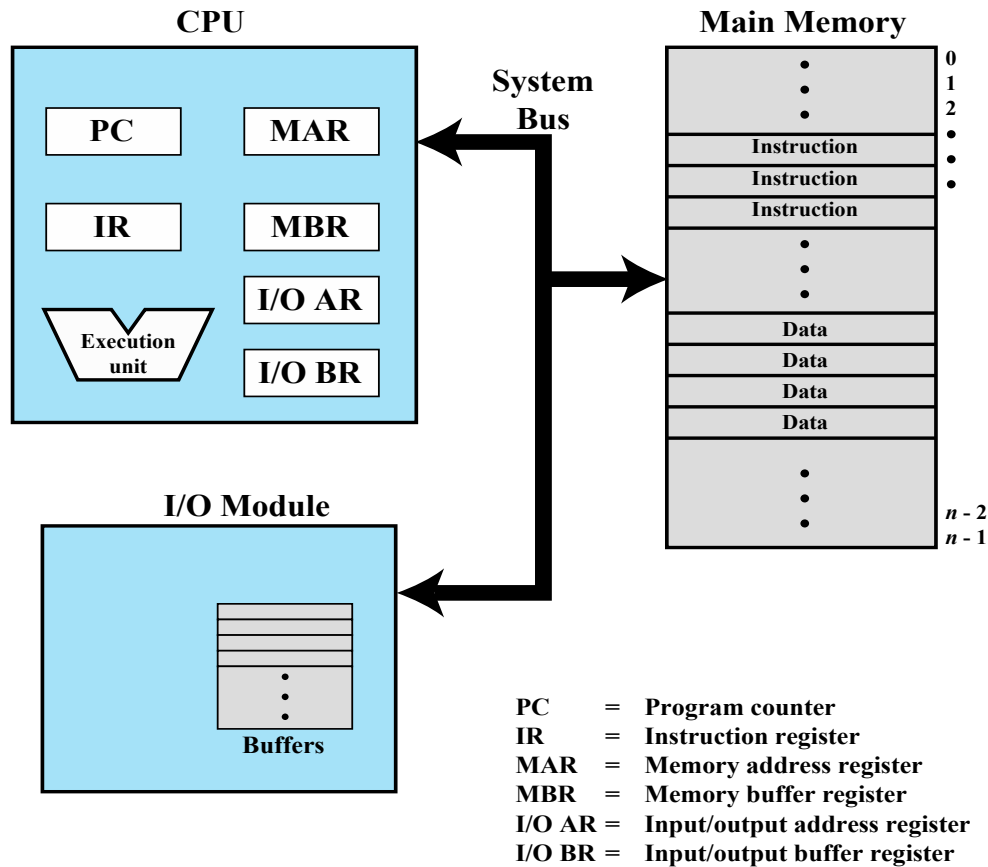 CPU
Main Memory
System
Bus
PC
MAR
IR
MBR
I/O AR
I/O BR
Execution
unit
0
1
2
Instruction
Instruction
Instruction
Data
Data
Data
Data
n - 2
n - 1
I/O Module
Buffers
PC = Program counter
IR = Instruction register
MAR = Memory address register
MBR = Memory buffer register
I/O AR = Input/output address register
I/O BR = Input/output buffer register